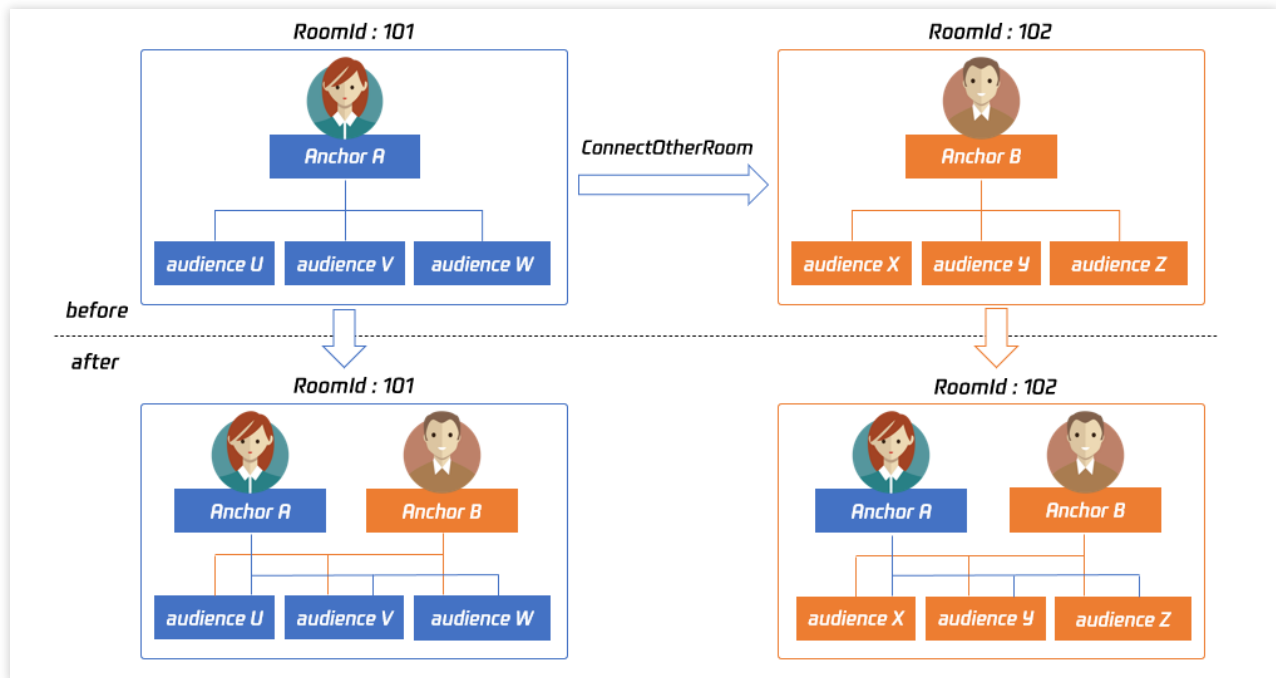 RoomId : 101
RoomId : 102
Anchor A
ConnectOtherRoom
Anchor B
audience U
audience V
audience W
audience X
audience Y
audience Z
before
after
RoomId : 101
RoomId : 102
Anchor A
Anchor B
Anchor A
Anchor B
audience U
audience V
audience W
audience X
audience Y
audience Z